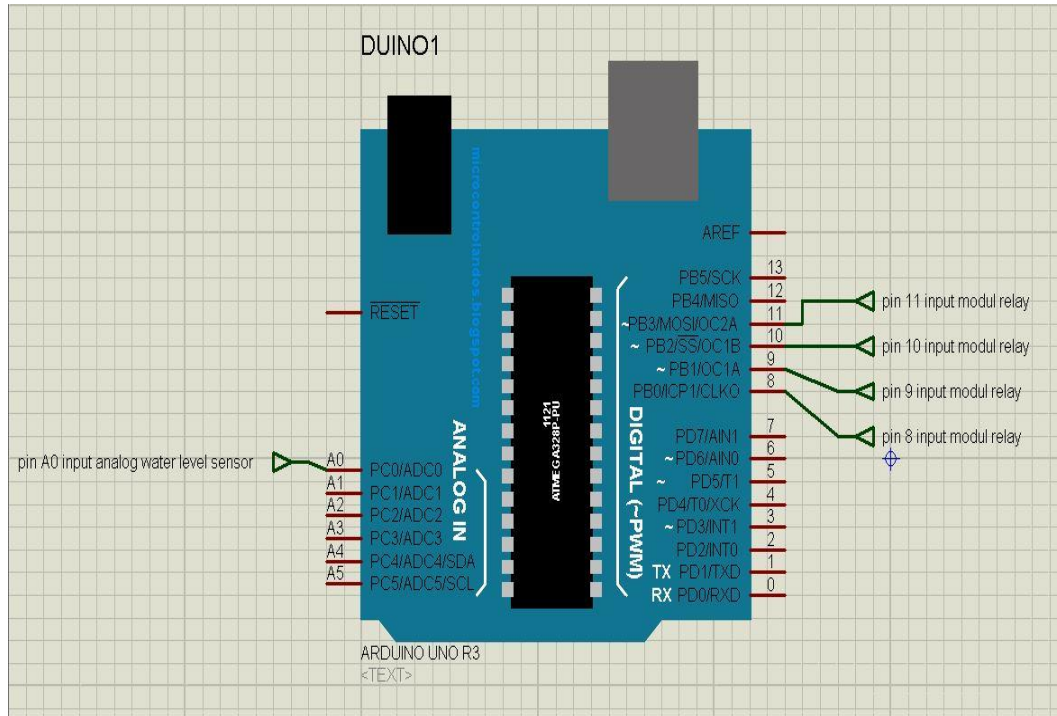 DUINO1
microcontrolandos.blogspot.com
AREF
PB5/SCK 13
PB4/MISO 12
~PB3/MOSI/OC2A 11
~ PB2/SS/OC1B 10
~ PB1/OC1A 9
PB0/ICP1/CLKO 8
PD7/AIN1 7
~PD6/AIN0 6
~ PD5/T1 5
PD4/T0/XCK 4
~PD3/INT1 3
PD2/INT0 2
TX PD1/TXD 1
RX PD0/RXD 0
RESET
A0 PC0/ADC0
A1 PC1/ADC1
A2 PC2/ADC2
A3 PC3/ADC3
A4 PC4/ADC4/SDA
A5 PC5/ADC5/SCL
ANALOG IN
1121
ATMEGA328P-PU
DIGITAL (~PWM)
pin A0 input analog water level sensor
pin 11 input modul relay
pin 10 input modul relay
pin 9 input modul relay
pin 8 input modul relay
ARDUINO UNO R3
<TEXT>